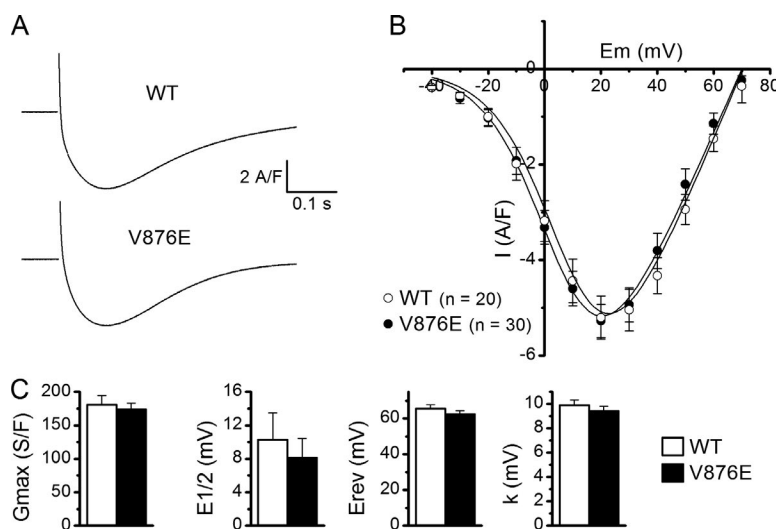 A
WT
2 A/F
0.1 s
V876E
B
Em (mV)
0
-40 -20 0 20 40 60 80
-2
-4
-6
I (A/F)
WT (n = 20)
V876E (n = 30)
C
Gmax (S/F)
200
150
100
50
0
E1/2 (mV)
16
12
8
4
0
Erev (mV)
60
40
20
0
k (mV)
10
8
6
4
2
0
WT
V876E